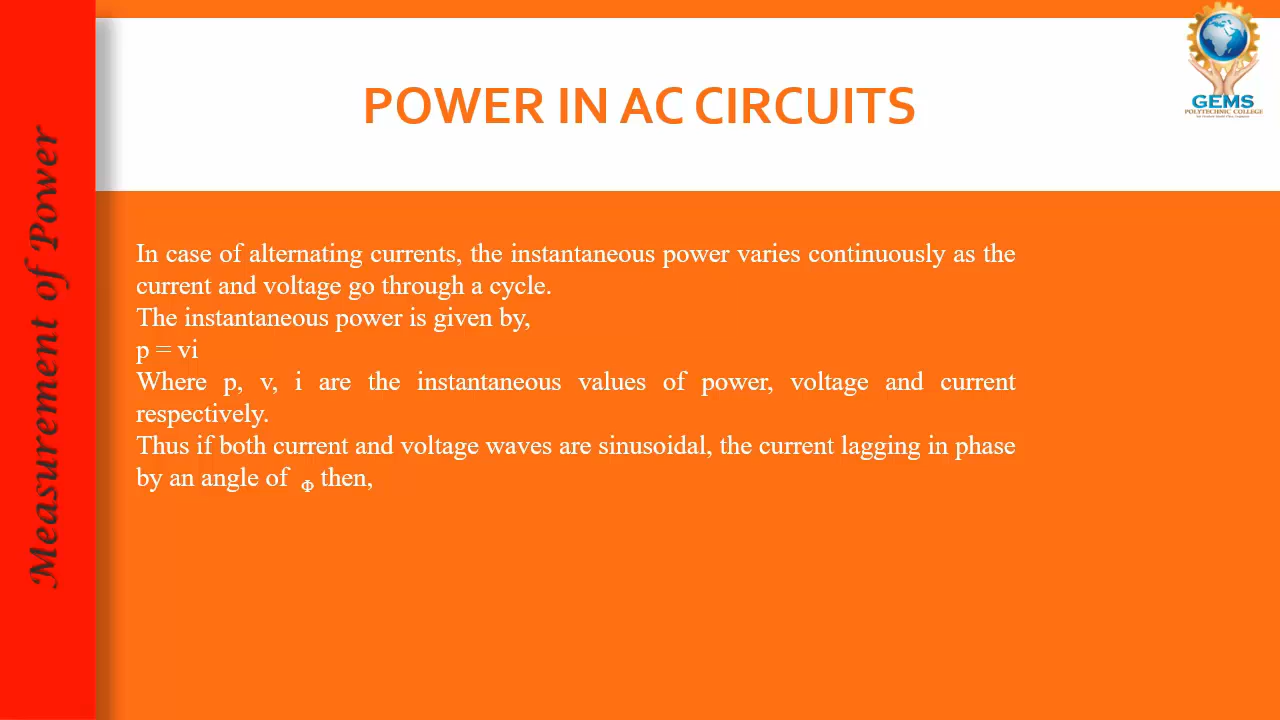 Measurement of Power
POWER IN AC CIRCUITS
GEMS
POLYTECHNIC COLLEGE
In case of alternating currents, the instantaneous power varies continuously as the
current and voltage go through a cycle.
The instantaneous power is given by,
p = vi
Where p, v, i are the instantaneous values of power, voltage and current
respectively.
Thus if both current and voltage waves are sinusoidal, the current lagging in phase
by an angle of Φ then,